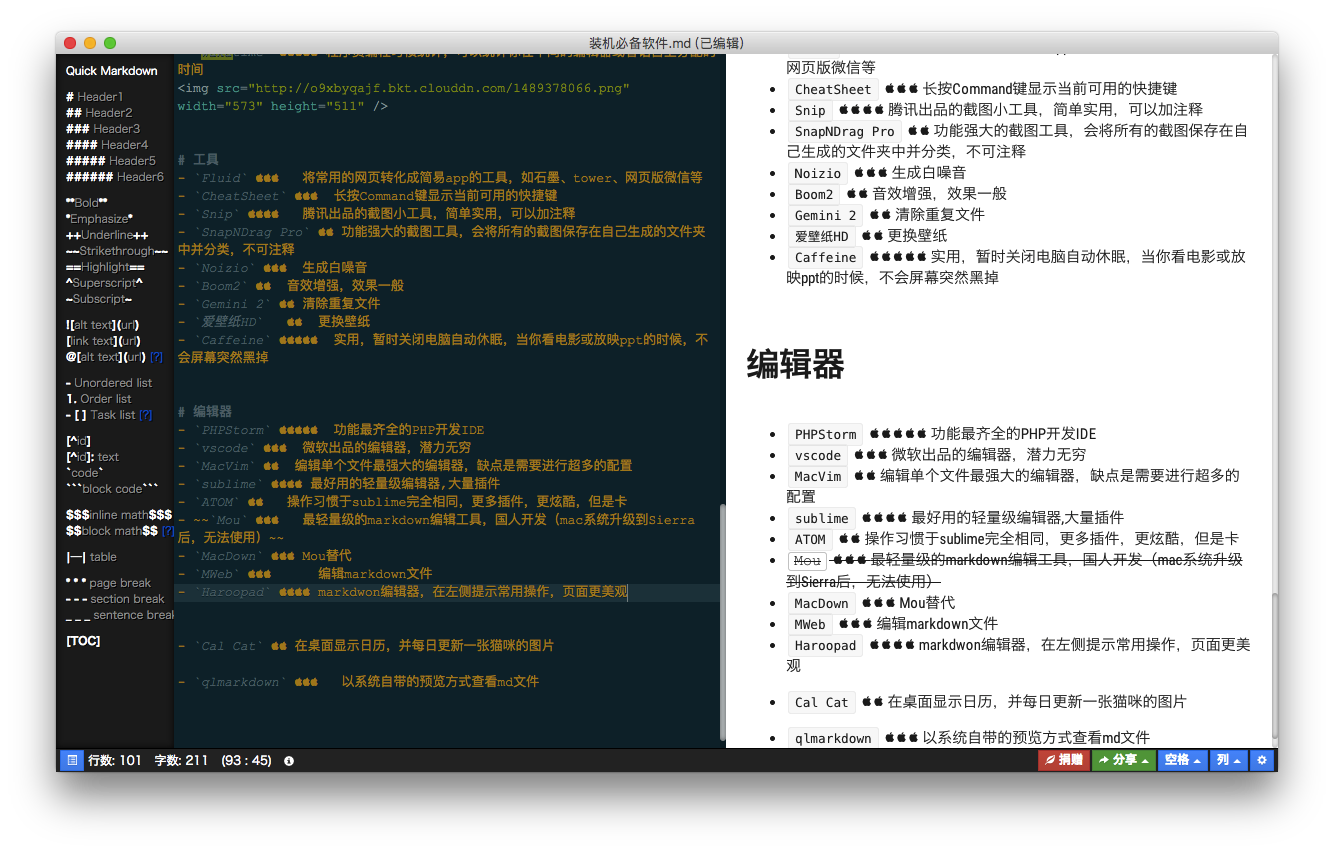 装机必备软件.md (已编辑)
Quick Markdown
# Header1
## Header2
### Header3
#### Header4
##### Header5
###### Header6
**Bold**
*Emphasize*
++Underline++
~~Strikethrough~~
==Highlight==
^Superscript^
~Subscript~
![alt text](url)
[link text](url)
@[alt text](url) [?]
- Unordered list
1. Order list
- [ ] Task list [?]
[^id]
[^id]: text
`code`
```block code```
$$$inline math$$$
$$block math$$ [?]
|---| table
* * * page break
- - - section break
_ _ _ sentence break
[TOC]
时间
<img src="http://o9xbyqajf.bkt.clouddn.com/1489378066.png"
width="573" height="511" />
# 工具
- `Fluid`  将常用的网页转化成简易app的工具，如石墨、tower、网页版微信等
- `CheatSheet`  长按Command键显示当前可用的快捷键
- `Snip`  腾讯出品的截图小工具，简单实用，可以加注释
- `SnapNDrag Pro`  功能强大的截图工具，会将所有的截图保存在自己生成的文件夹
中并分类，不可注释
- `Noizio`  生成白噪音
- `Boom2`  音效增强，效果一般
- `Gemini 2`  清除重复文件
- `爱壁纸HD`  更换壁纸
- `Caffeine`  实用，暂时关闭电脑自动休眠，当你看电影或放映ppt的时候，不
会屏幕突然黑掉
# 编辑器
- `PHPStorm`  功能最齐全的PHP开发IDE
- `vscode`  微软出品的编辑器，潜力无穷
- `MacVim`  编辑单个文件最强大的编辑器，缺点是需要进行超多的配置
- `sublime`  最好用的轻量级编辑器,大量插件
- `ATOM`  操作习惯于sublime完全相同，更多插件，更炫酷，但是卡
- ~~`Mou`  最轻量级的markdown编辑工具，国人开发（mac系统升级到Sierra
后，无法使用）~~
- `MacDown`  Mou替代
- `MWeb`  编辑markdown文件
- `Haroopad`  markdwon编辑器，在左侧提示常用操作，页面更美观
- `Cal Cat`  在桌面显示日历，并每日更新一张猫咪的图片
- `qlmarkdown`  以系统自带的预览方式查看md文件
网页版微信等
• CheatSheet  长按Command键显示当前可用的快捷键
• Snip  腾讯出品的截图小工具，简单实用，可以加注释
• SnapNDrag Pro  功能强大的截图工具，会将所有的截图保存在自
己生成的文件夹中并分类，不可注释
• Noizio  生成白噪音
• Boom2  音效增强，效果一般
• Gemini 2  清除重复文件
• 爱壁纸HD  更换壁纸
• Caffeine  实用，暂时关闭电脑自动休眠，当你看电影或放
映ppt的时候，不会屏幕突然黑掉
编辑器
• PHPStorm  功能最齐全的PHP开发IDE
• vscode  微软出品的编辑器，潜力无穷
• MacVim  编辑单个文件最强大的编辑器，缺点是需要进行超多的
配置
• sublime  最好用的轻量级编辑器,大量插件
• ATOM  操作习惯于sublime完全相同，更多插件，更炫酷，但是卡
• Mou  最轻量级的markdown编辑工具，国人开发（mac系统升级
到Sierra后，无法使用）
• MacDown  Mou替代
• MWeb  编辑markdown文件
• Haroopad  markdwon编辑器，在左侧提示常用操作，页面更美
观
• Cal Cat  在桌面显示日历，并每日更新一张猫咪的图片
• qlmarkdown  以系统自带的预览方式查看md文件
行数: 101 字数: 211 (93 : 45)
捐赠 分享 空格 列